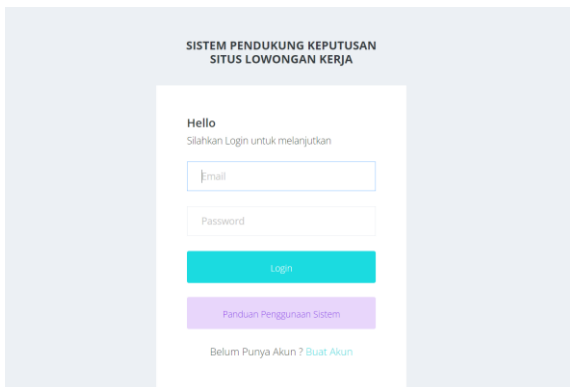 SISTEM PENDUKUNG KEPUTUSAN
SITUS LOWONGAN KERJA
Hello
Silahkan Login untuk melanjutkan
Email
Password
Login
Panduan Penggunaan Sistem
Belum Punya Akun ? Buat Akun